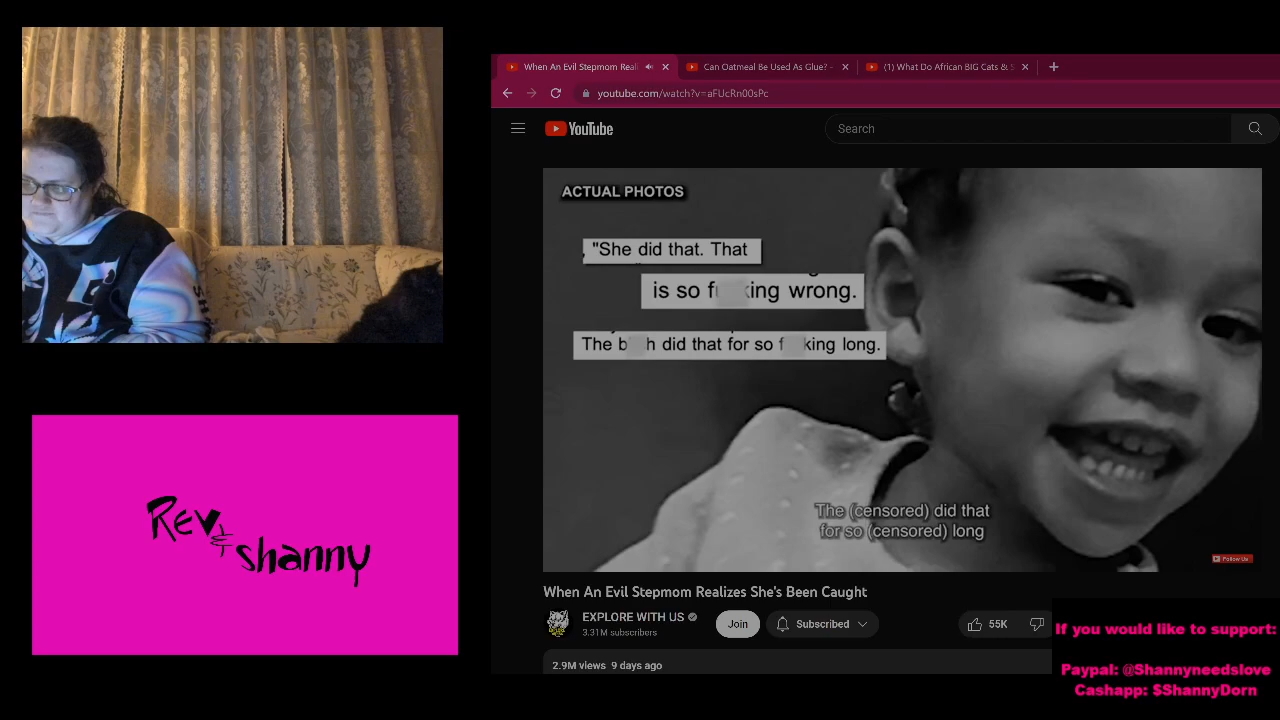 When An Evil Stepmom Reali
Can Oatmeal Be Used As Glue? -
(1) What Do African BIG Cats &
youtube.com/watch?v=aFUcRn00sPc
YouTube
Search
ACTUAL PHOTOS
, "She did that. That
is so fu king wrong.
The b h did that for so f king long.
The (censored) did that
for so (censored) long
Follow Us
When An Evil Stepmom Realizes She's Been Caught
EXPLORE WITH US
3.31M subscribers
Join
Subscribed
55K
2.9M views 9 days ago
Rev
&
shanny
If you would like to support:
Paypal: @Shannyneedslove
Cashapp: $ShannyDorn